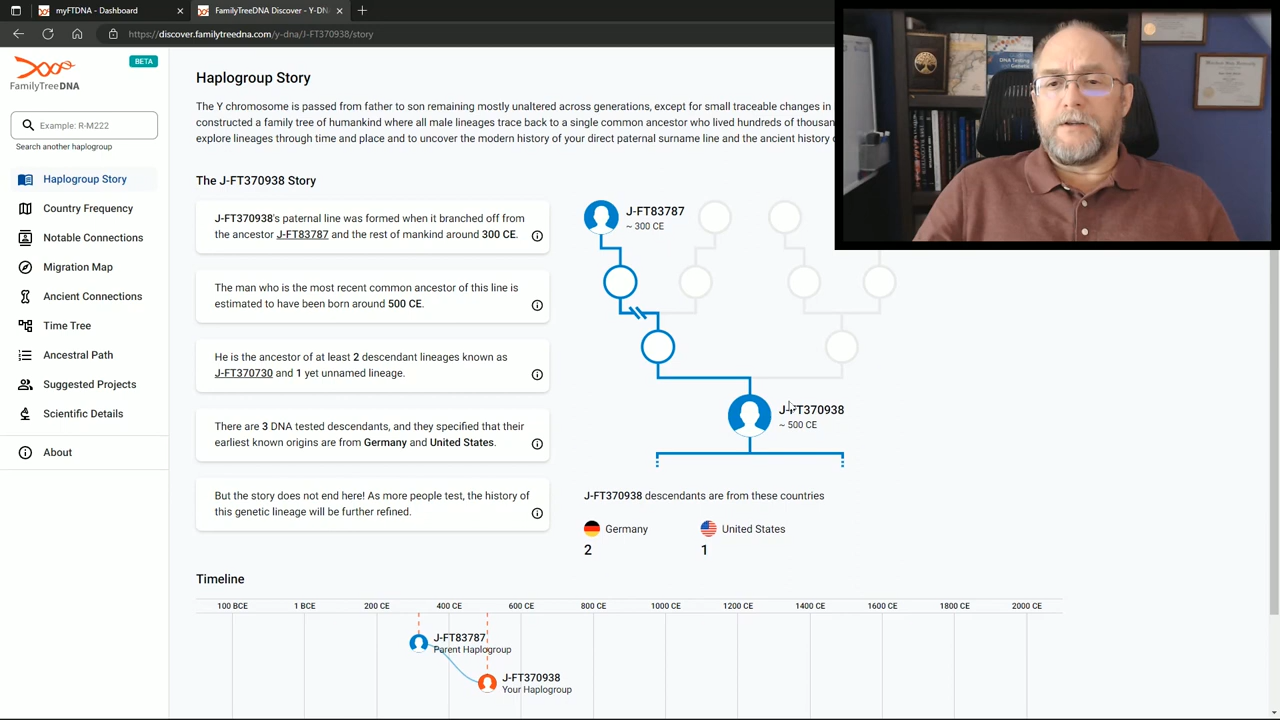 myFTDNA - Dashboard
FamilyTreeDNA Discover - Y-DN
https://discover.familytreedna.com/y-dna/J-FT370938/story
BETA
FamilyTreeDNA
Example: R-M222
Search another haplogroup
Haplogroup Story
Country Frequency
Notable Connections
Migration Map
Ancient Connections
Time Tree
Ancestral Path
Suggested Projects
Scientific Details
About
Haplogroup Story
The Y chromosome is passed from father to son remaining mostly unaltered across generations, except for small traceable changes in
constructed a family tree of humankind where all male lineages trace back to a single common ancestor who lived hundreds of thousan
explore lineages through time and place and to uncover the modern history of your direct paternal surname line and the ancient history o
The J-FT370938 Story
J-FT370938's paternal line was formed when it branched off from
the ancestor J-FT83787 and the rest of mankind around 300 CE.
The man who is the most recent common ancestor of this line is
estimated to have been born around 500 CE.
He is the ancestor of at least 2 descendant lineages known as
J-FT370730 and 1 yet unnamed lineage.
There are 3 DNA tested descendants, and they specified that their
earliest known origins are from Germany and United States.
But the story does not end here! As more people test, the history of
this genetic lineage will be further refined.
J-FT83787
~ 300 CE
J-FT370938
~ 500 CE
J-FT370938 descendants are from these countries
Germany
United States
2
1
Timeline
100 BCE 1 BCE 200 CE 400 CE 600 CE 800 CE 1000 CE 1200 CE 1400 CE 1600 CE 1800 CE 2000 CE
J-FT83787
Parent Haplogroup
J-FT370938
Your Haplogroup
DNA Testing